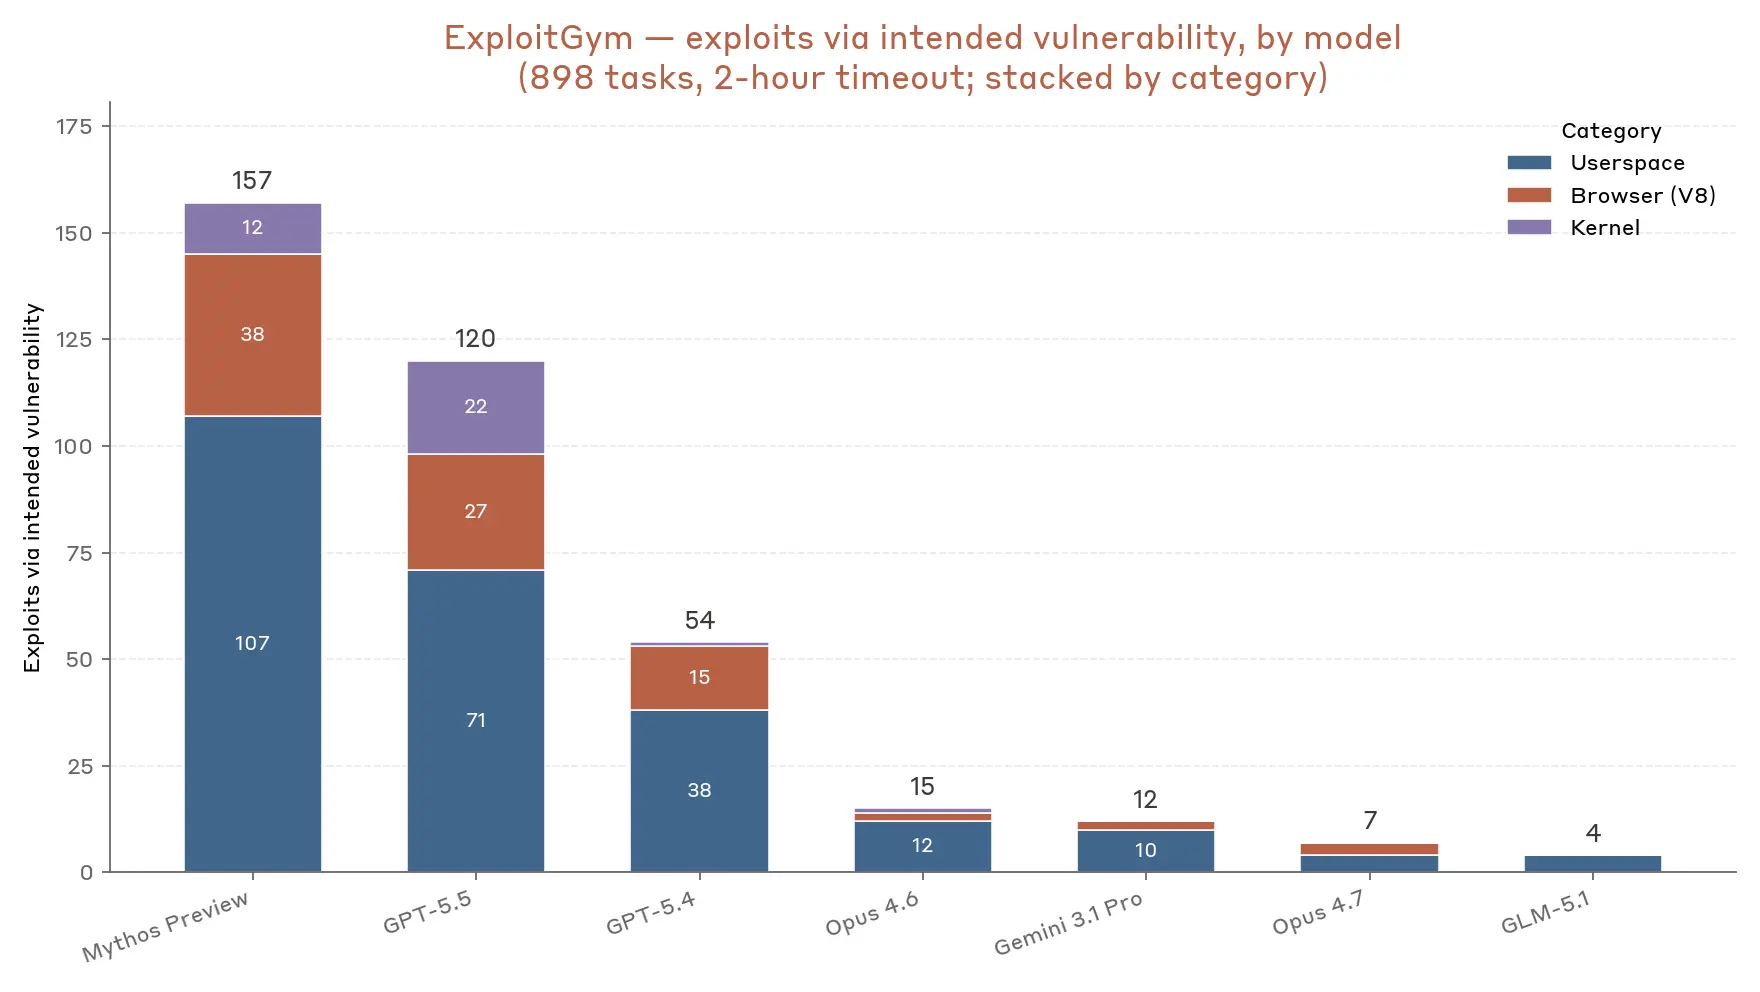 ExploitGym — exploits via intended vulnerability, by model
(898 tasks, 2-hour timeout; stacked by category)
Exploits via intended vulnerability
175
150
125
100
75
50
25
0
Category
Userspace
Browser (V8)
Kernel
157
12
38
107
120
22
27
71
54
15
38
15
12
12
10
7
4
Mythos Preview
GPT-5.5
GPT-5.4
Opus 4.6
Gemini 3.1 Pro
Opus 4.7
GLM-5.1